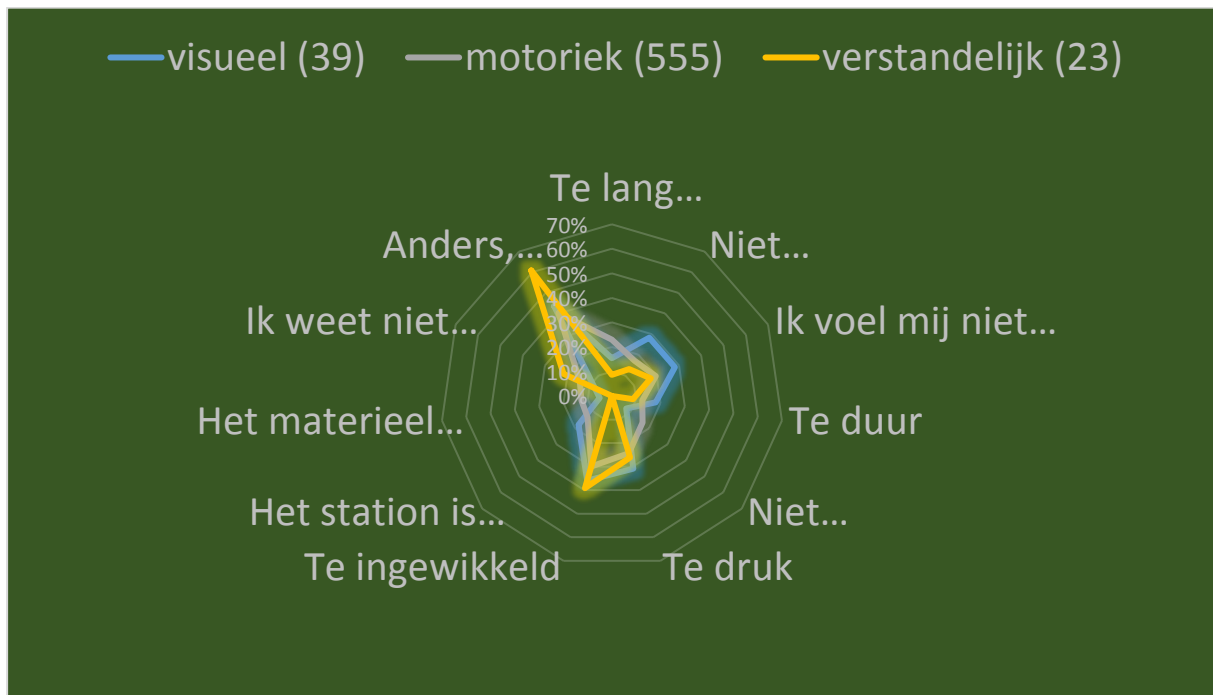 visueel (39) motoriek (555) verstandelijk (23)
Te lang...
70%
60%
50%
40%
30%
20%
10%
0%
Anders,...
Niet...
Ik weet niet...
Ik voel mij niet...
Het materieel...
Te duur
Het station is...
Niet...
Te ingewikkeld
Te druk